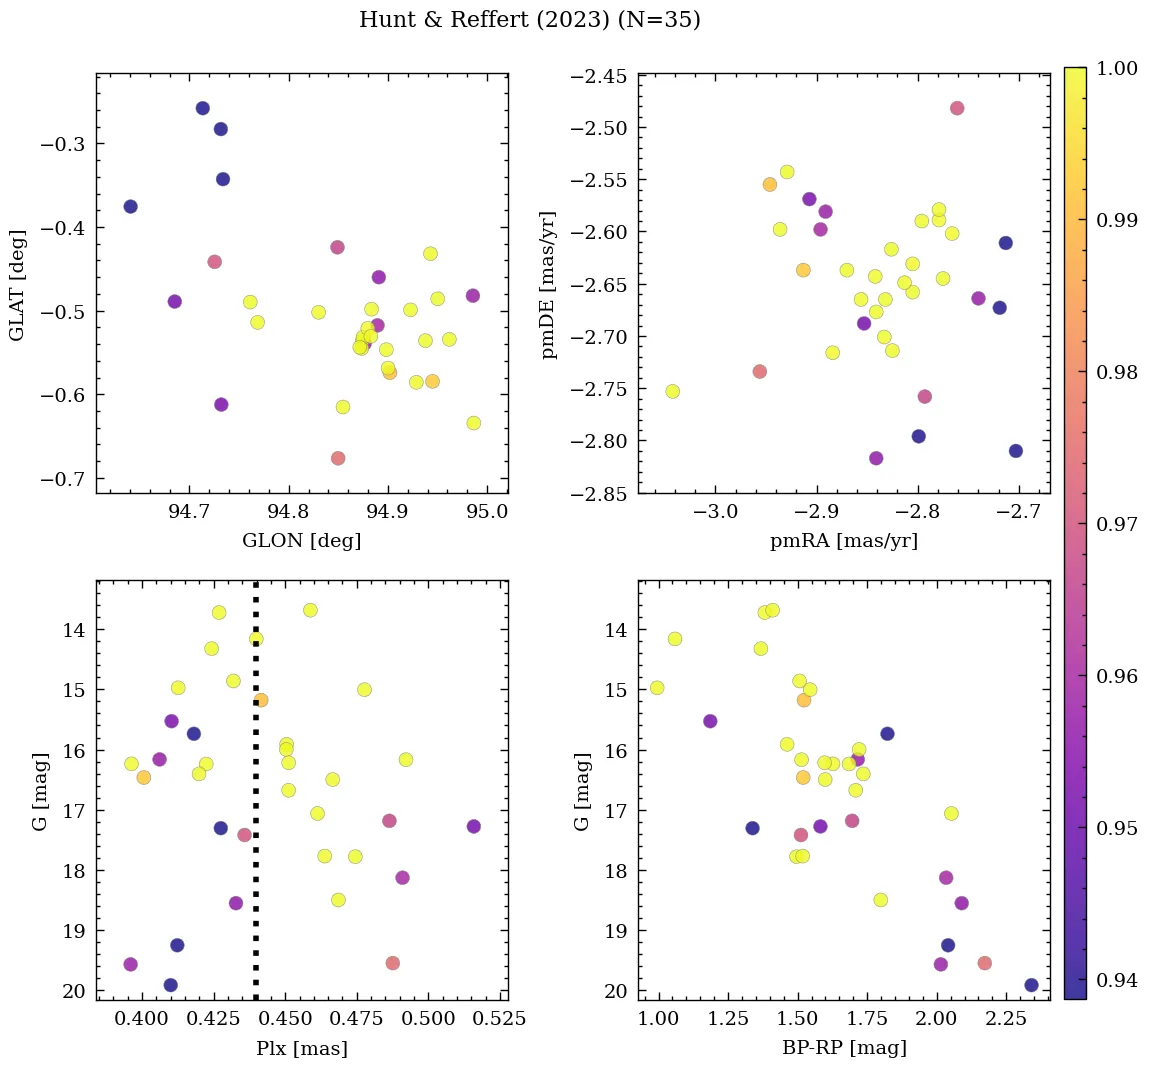 Hunt & Reffert (2023) (N=35)
−0.3
−0.4
−0.5
−0.6
−0.7
GLAT [deg]
94.7 94.8 94.9 95.0
GLON [deg]
−2.45
−2.50
−2.55
−2.60
−2.65
−2.70
−2.75
−2.80
−2.85
pmDE [mas/yr]
−3.0 −2.9 −2.8 −2.7
pmRA [mas/yr]
14
15
16
17
18
19
20
G [mag]
0.400 0.425 0.450 0.475 0.500 0.525
Plx [mas]
14
15
16
17
18
19
20
G [mag]
1.00 1.25 1.50 1.75 2.00 2.25
BP-RP [mag]
1.00
0.99
0.98
0.97
0.96
0.95
0.94